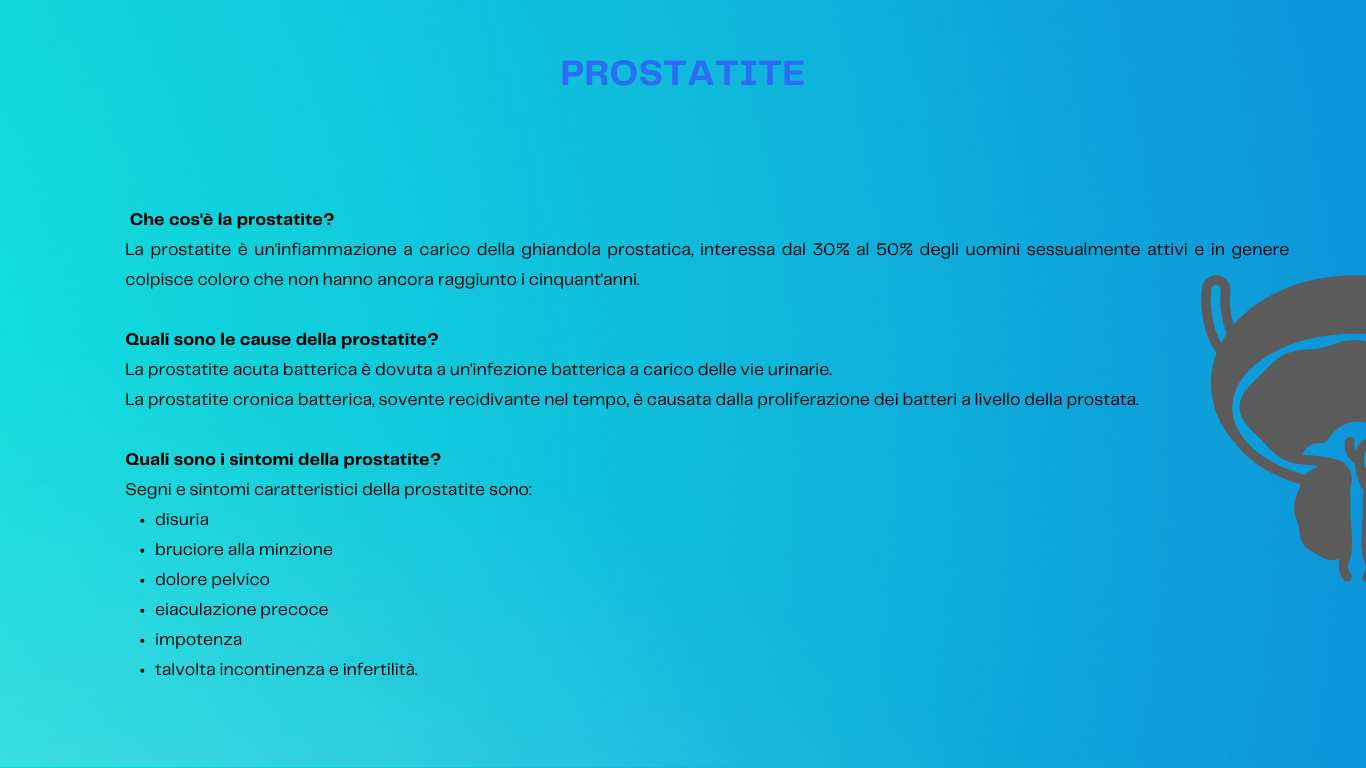 PROSTATITE
Che cos'è la prostatite?
La prostatite è un'infiammazione a carico della ghiandola prostatica, interessa dal 30% al 50% degli uomini sessualmente attivi e in genere
colpisce coloro che non hanno ancora raggiunto i cinquant'anni.
Quali sono le cause della prostatite?
La prostatite acuta batterica è dovuta a un'infezione batterica a carico delle vie urinarie.
La prostatite cronica batterica, sovente recidivante nel tempo, è causata dalla proliferazione dei batteri a livello della prostata.
Quali sono i sintomi della prostatite?
Segni e sintomi caratteristici della prostatite sono:
• disuria
• bruciore alla minzione
• dolore pelvico
• eiaculazione precoce
• impotenza
• talvolta incontinenza e infertilità.